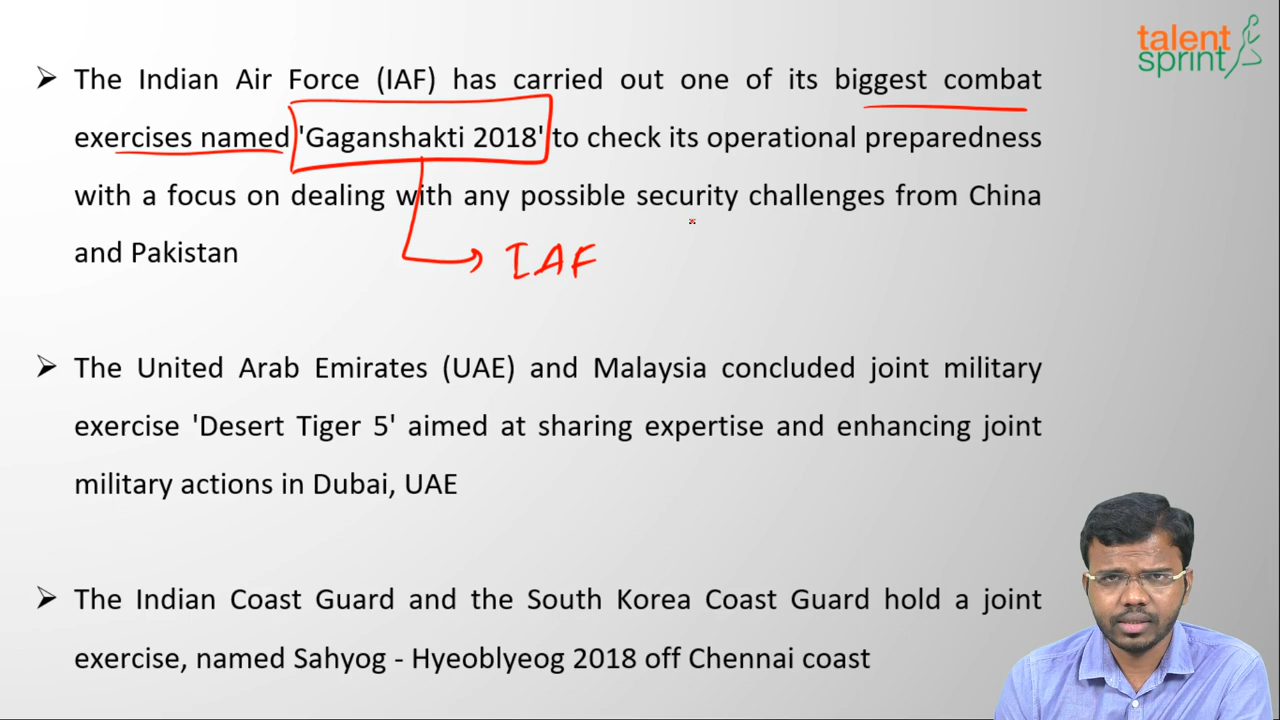 talent
sprint
➢ The Indian Air Force (IAF) has carried out one of its biggest combat
exercises named 'Gaganshakti 2018' to check its operational preparedness
with a focus on dealing with any possible security challenges from China
and Pakistan
IAF
➢ The United Arab Emirates (UAE) and Malaysia concluded joint military
exercise 'Desert Tiger 5' aimed at sharing expertise and enhancing joint
military actions in Dubai, UAE
➢ The Indian Coast Guard and the South Korea Coast Guard hold a joint
exercise, named Sahyog - Hyeoblyeog 2018 off Chennai coast